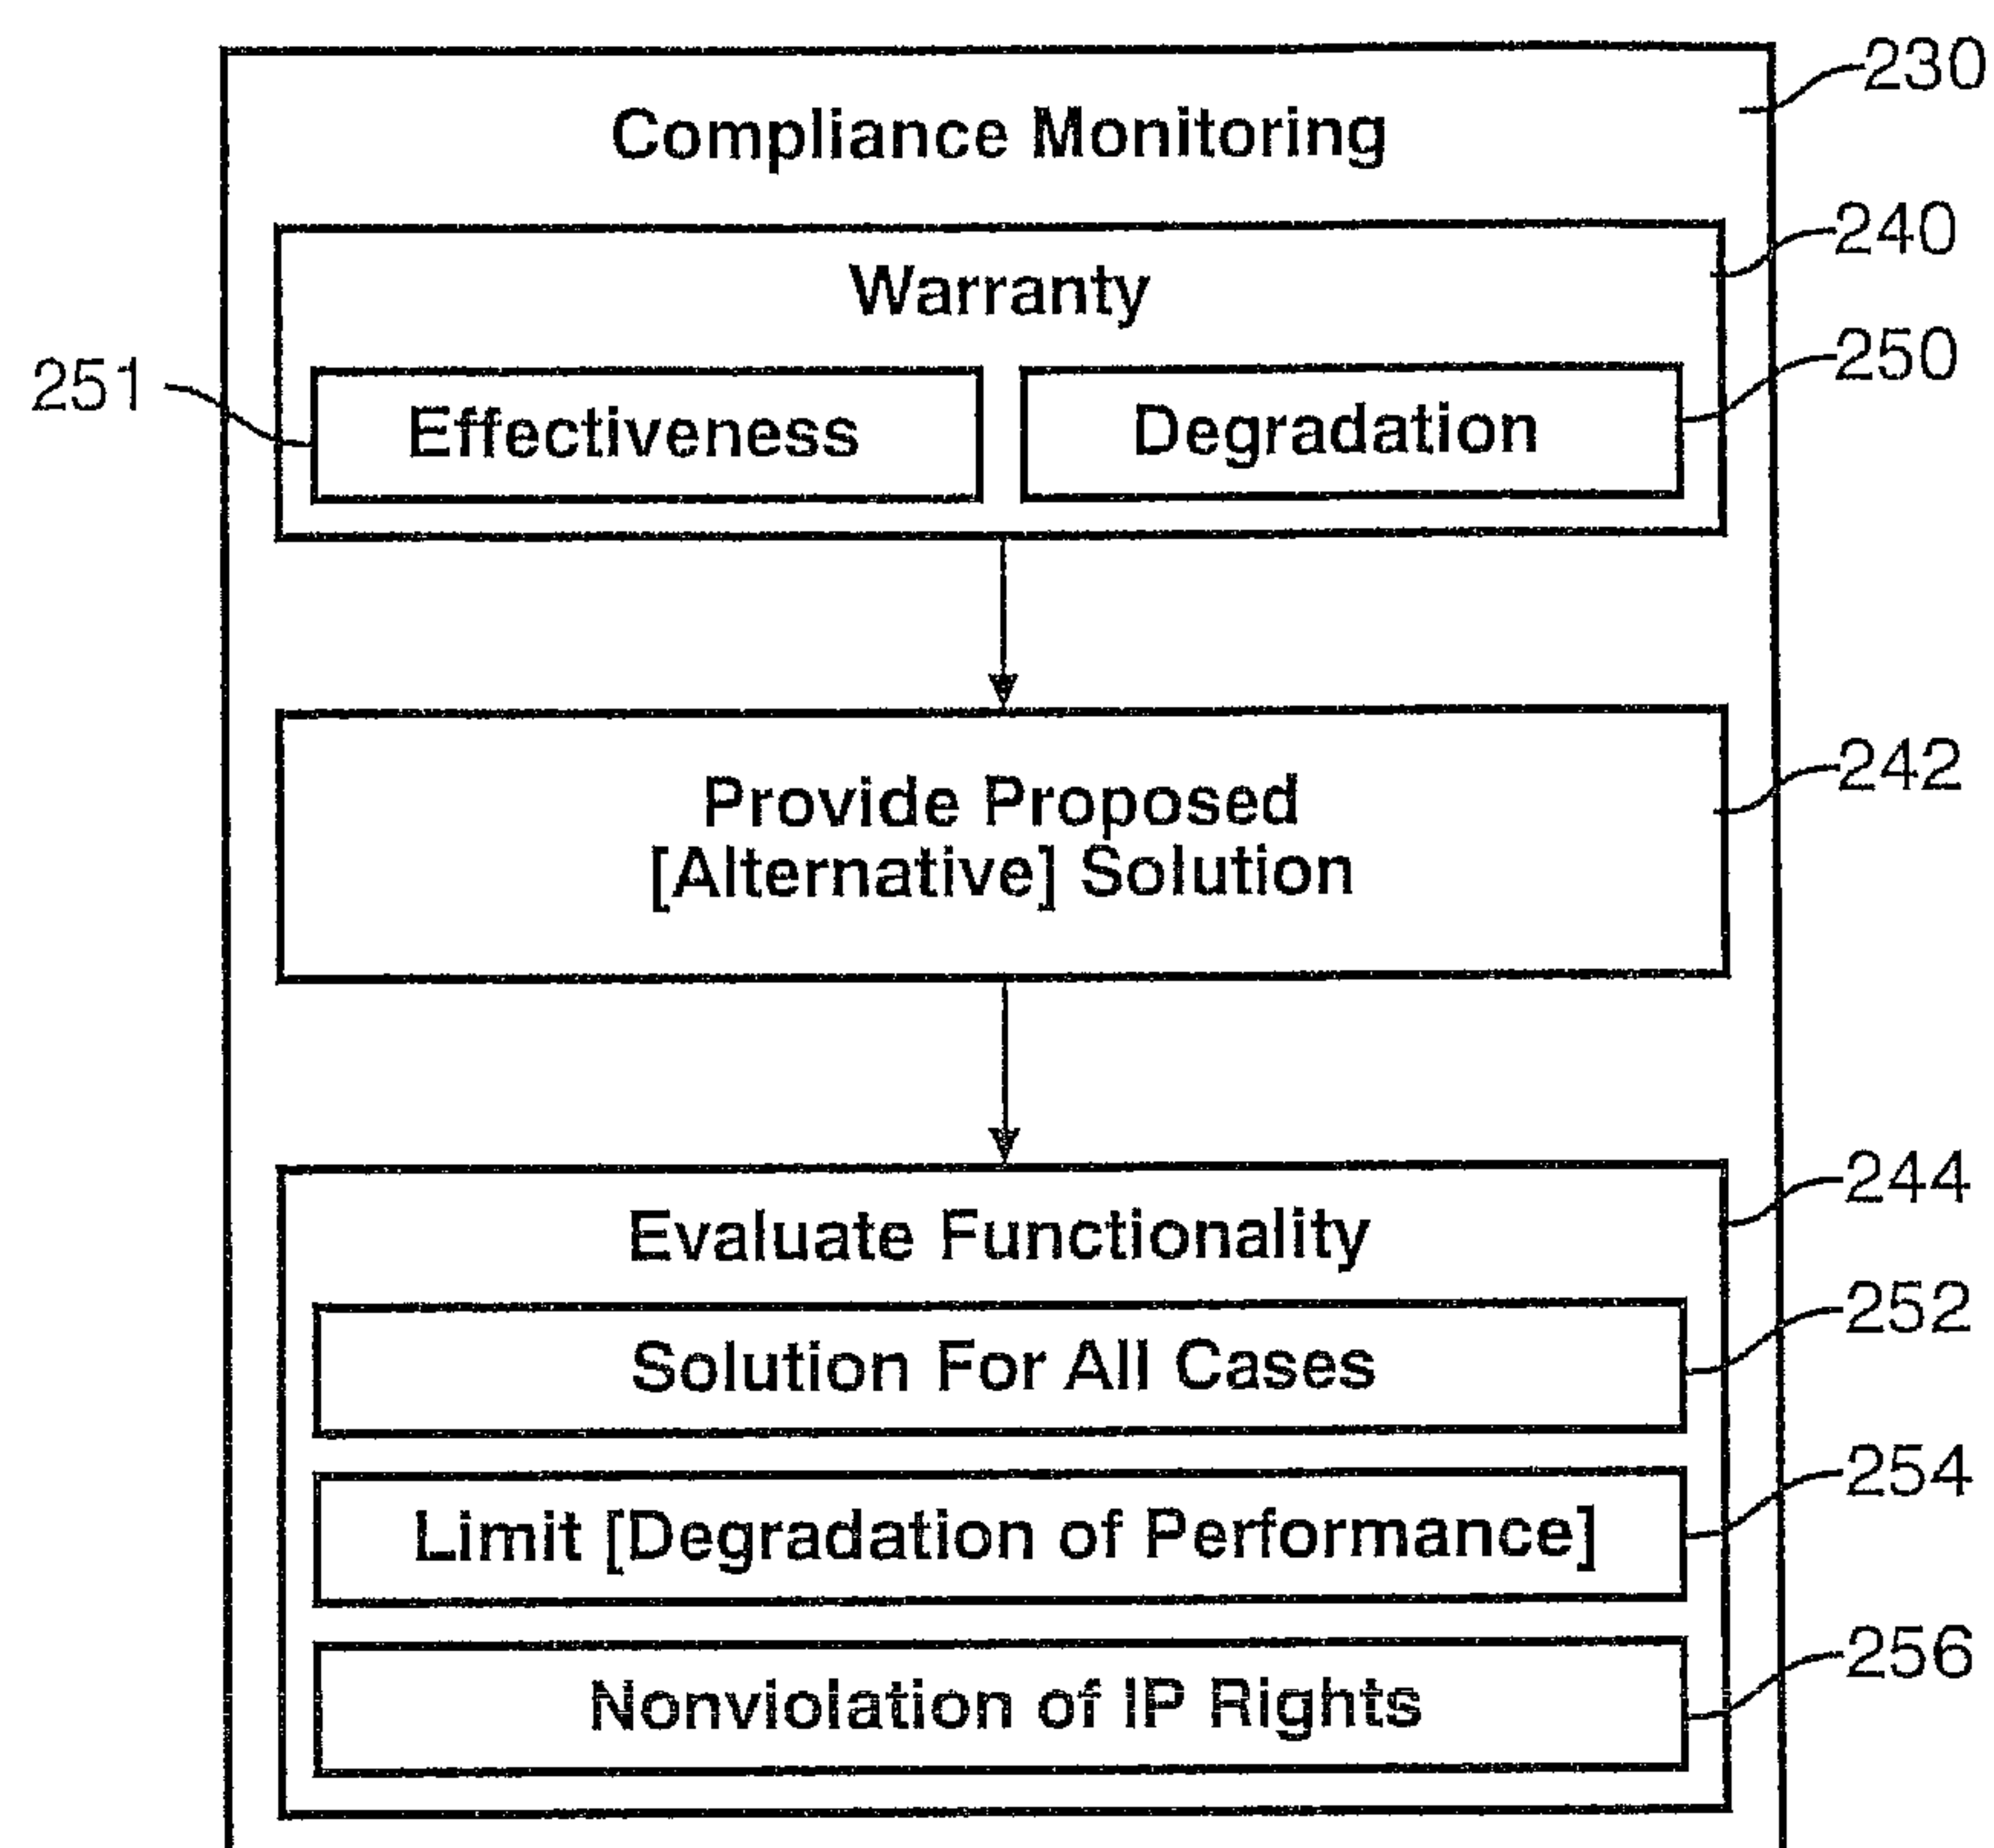 230
Compliance Monitoring
240
Warranty
250
251
Effectiveness
Degradation
242
Provide Proposed
[Alternative] Solution
244
Evaluate Functionality
252
Solution For All Cases
254
Limit [Degradation of Performance]
256
Nonviolation of IP Rights